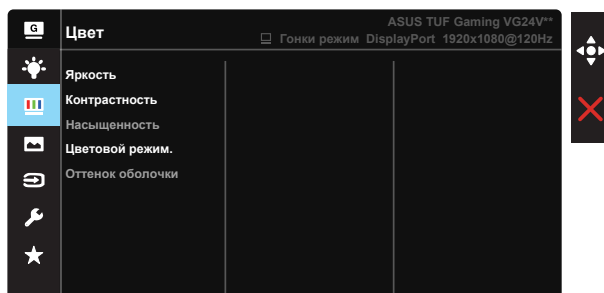 G
Цвет
ASUS TUF Gaming VG24V**
Гонки режим DisplayPort 1920x1080@120Hz
Яркость
Контрастность
Насыщенность
Цветовой режим.
Оттенок оболочки